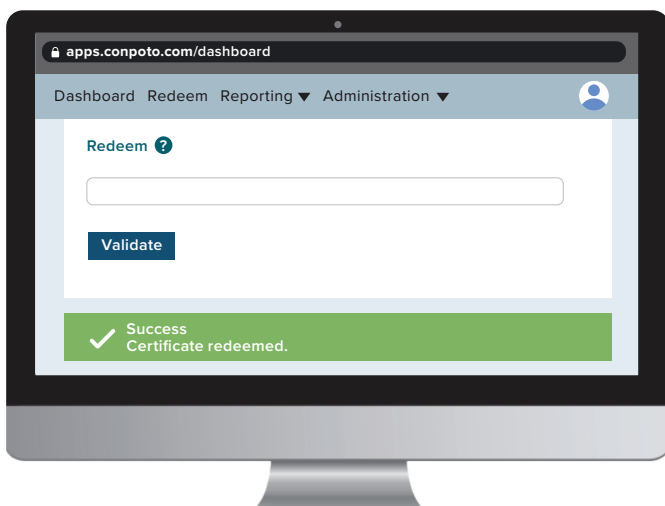 apps.conpoto.com/dashboard
Dashboard Redeem Reporting ▼ Administration ▼
Redeem ?
Validate
Success
Certificate redeemed.